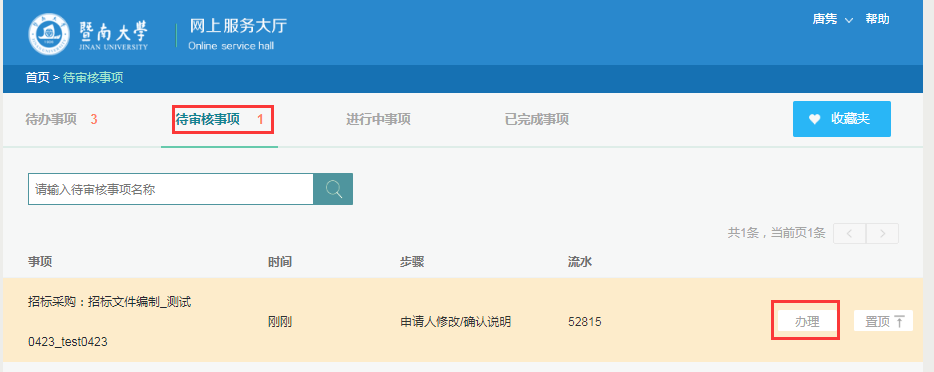 暨南大学
JINAN UNIVERSITY
网上服务大厅
Online service hall
唐隽 帮助
首页 > 待审核事项
待办事项 3 待审核事项 1 进行中事项 已完成事项 收藏夹
请输入待审核事项名称
共1条，当前页1条
事项 时间 步骤 流水
招标采购：招标文件编制_测试
0423_test0423
刚刚 申请人修改/确认说明 52815 办理 置顶